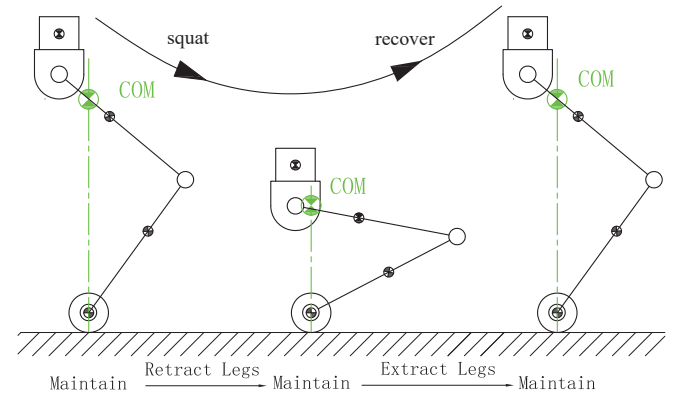 squat
recover
COM
COM
COM
Retract Legs
Extract Legs
Maintain
Maintain
Maintain